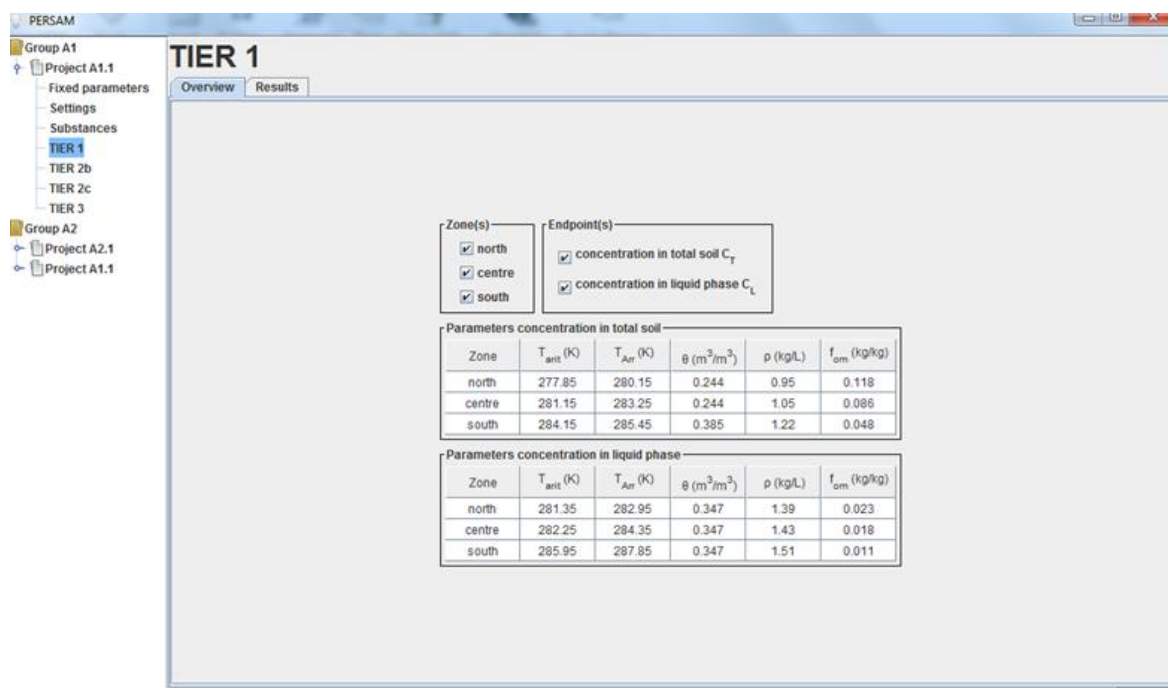 PERSAM
Group A1
Project A1.1
Fixed parameters
Settings
Substances
TIER 1
TIER 2b
TIER 2c
TIER 3
Group A2
Project A2.1
Project A1.1
TIER 1
Overview Results
Zone(s)
north
centre
south
Endpoint(s)
concentration in total soil C_T
concentration in liquid phase C_L
Parameters concentration in total soil
Zone T_arit (K) T_Arr (K) θ (m³/m³) ρ (kg/L) f_om (kg/kg)
north 277.85 280.15 0.244 0.95 0.118
centre 281.15 283.25 0.244 1.05 0.086
south 284.15 285.45 0.385 1.22 0.048
Parameters concentration in liquid phase
Zone T_arit (K) T_Arr (K) θ (m³/m³) ρ (kg/L) f_om (kg/kg)
north 281.35 282.95 0.347 1.39 0.023
centre 282.25 284.35 0.347 1.43 0.018
south 285.95 287.85 0.347 1.51 0.011